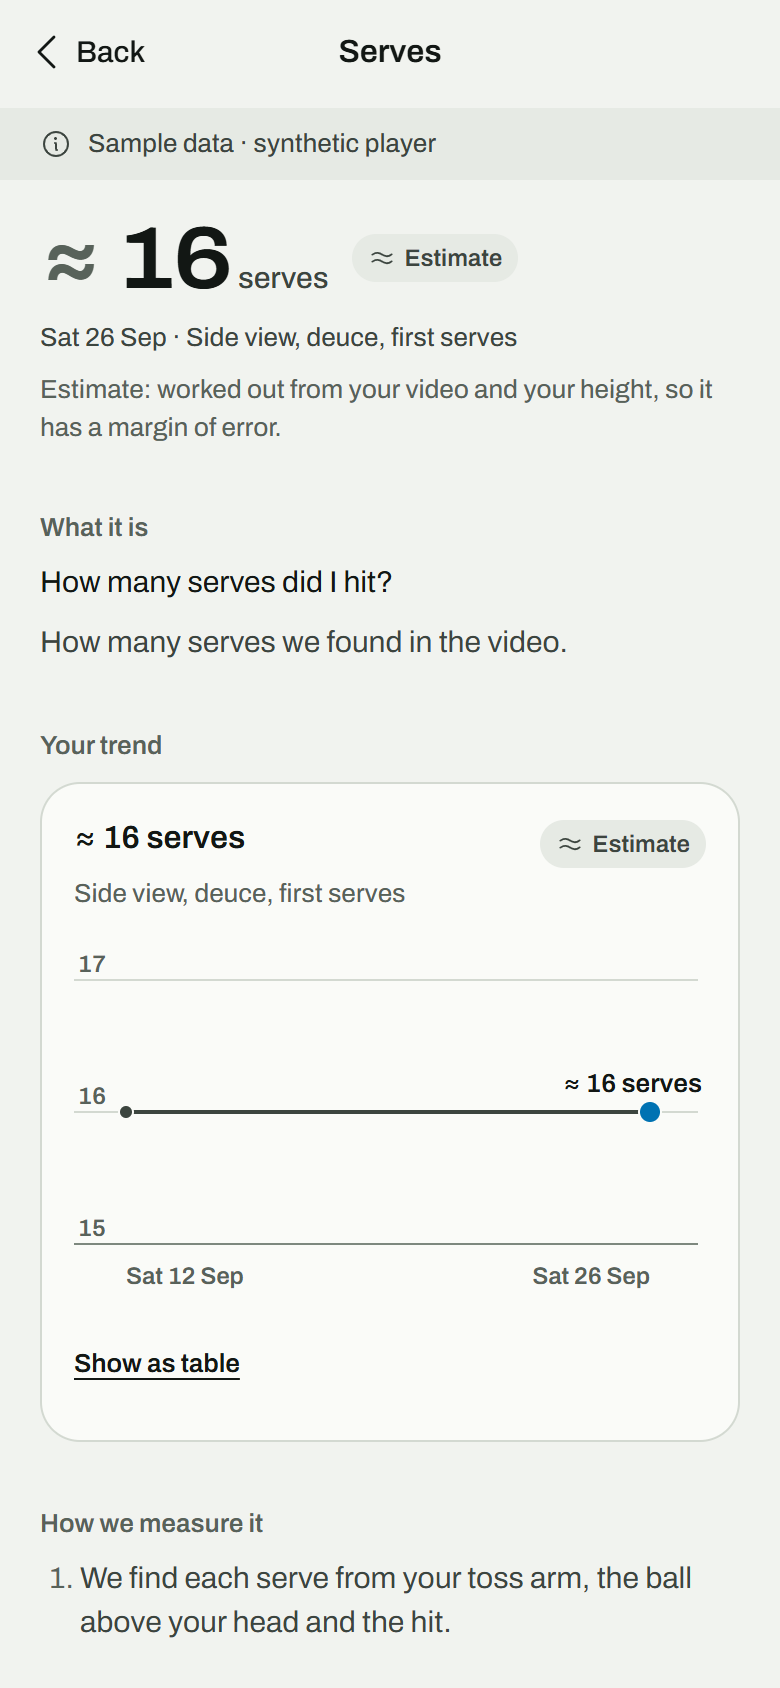 Back
Serves
Sample data · synthetic player
≈ 16 serves
Estimate
Sat 26 Sep · Side view, deuce, first serves
Estimate: worked out from your video and your height, so it
has a margin of error.
What it is
How many serves did I hit?
How many serves we found in the video.
Your trend
≈ 16 serves
Estimate
Side view, deuce, first serves
17
≈ 16 serves
16
15
Sat 12 Sep
Sat 26 Sep
Show as table
How we measure it
1. We find each serve from your toss arm, the ball
above your head and the hit.